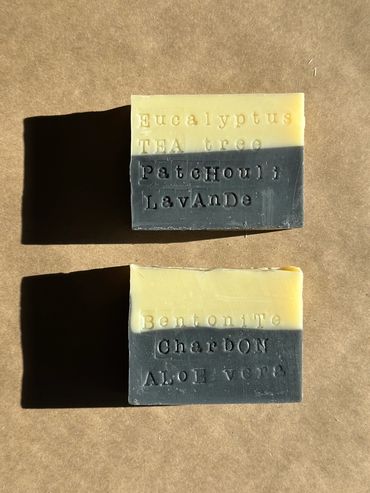 Eucalyptus
TEA tree
PatcHouli
LavAnDe
BentoniTe
CharbON
ALOE vera